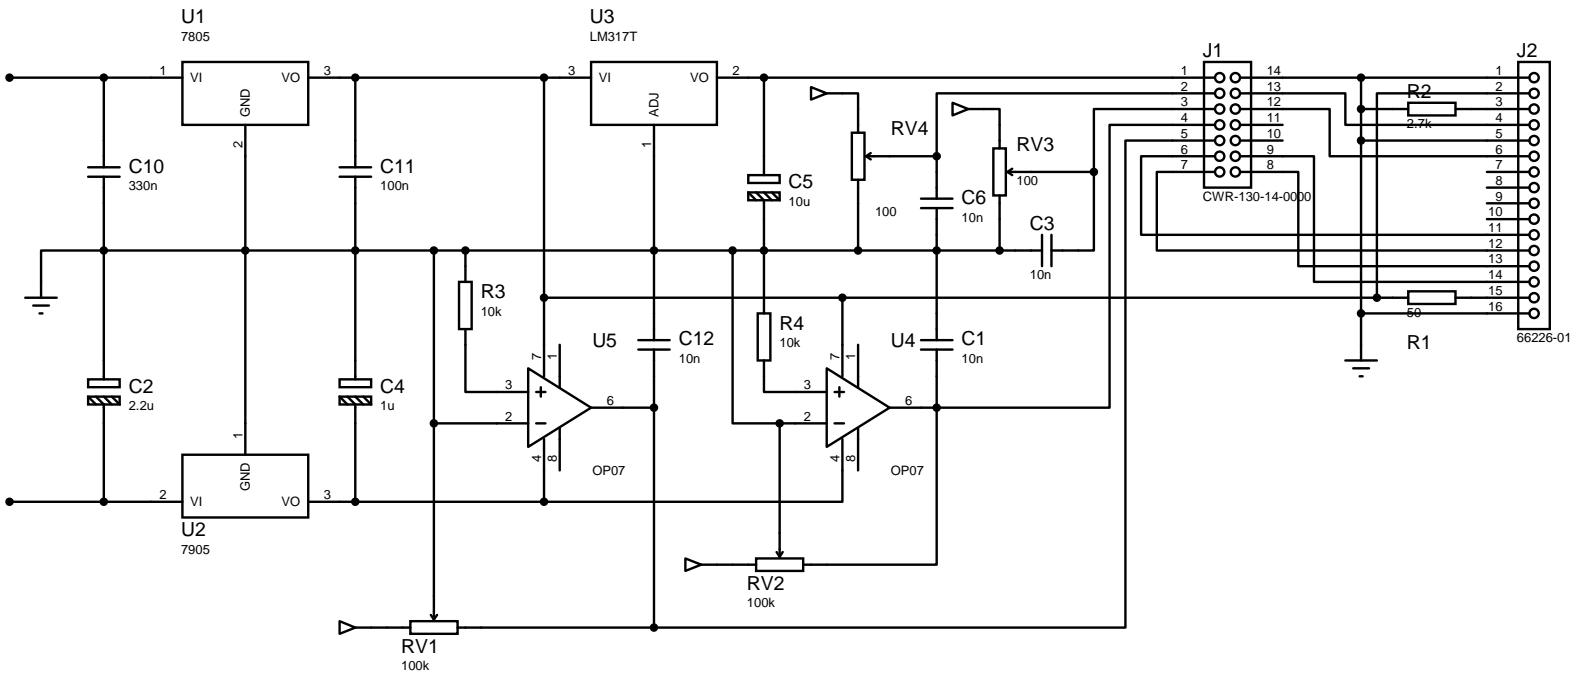 U1
7805
1
VI
VO
3
GND
2
U3
LM317T
3
VI
VO
2
ADJ
1
J1
1
2
3
4
5
6
7
14
13
12
11
10
9
8
CWR-130-14-0000
J2
1
2
3
4
5
6
7
8
9
10
11
12
13
14
15
16
66226-01
R2
2.7k
R1
50
C10
330n
C11
100n
C5
10u
RV4
100
C6
10n
RV3
100
C3
10n
R3
10k
U5
7
1
3
2
6
4
8
OP07
C12
10n
R4
10k
U4
7
1
3
2
6
4
8
OP07
C1
10n
C2
2.2u
C4
1u
1
GND
2
VI
VO
3
U2
7905
RV2
100k
RV1
100k